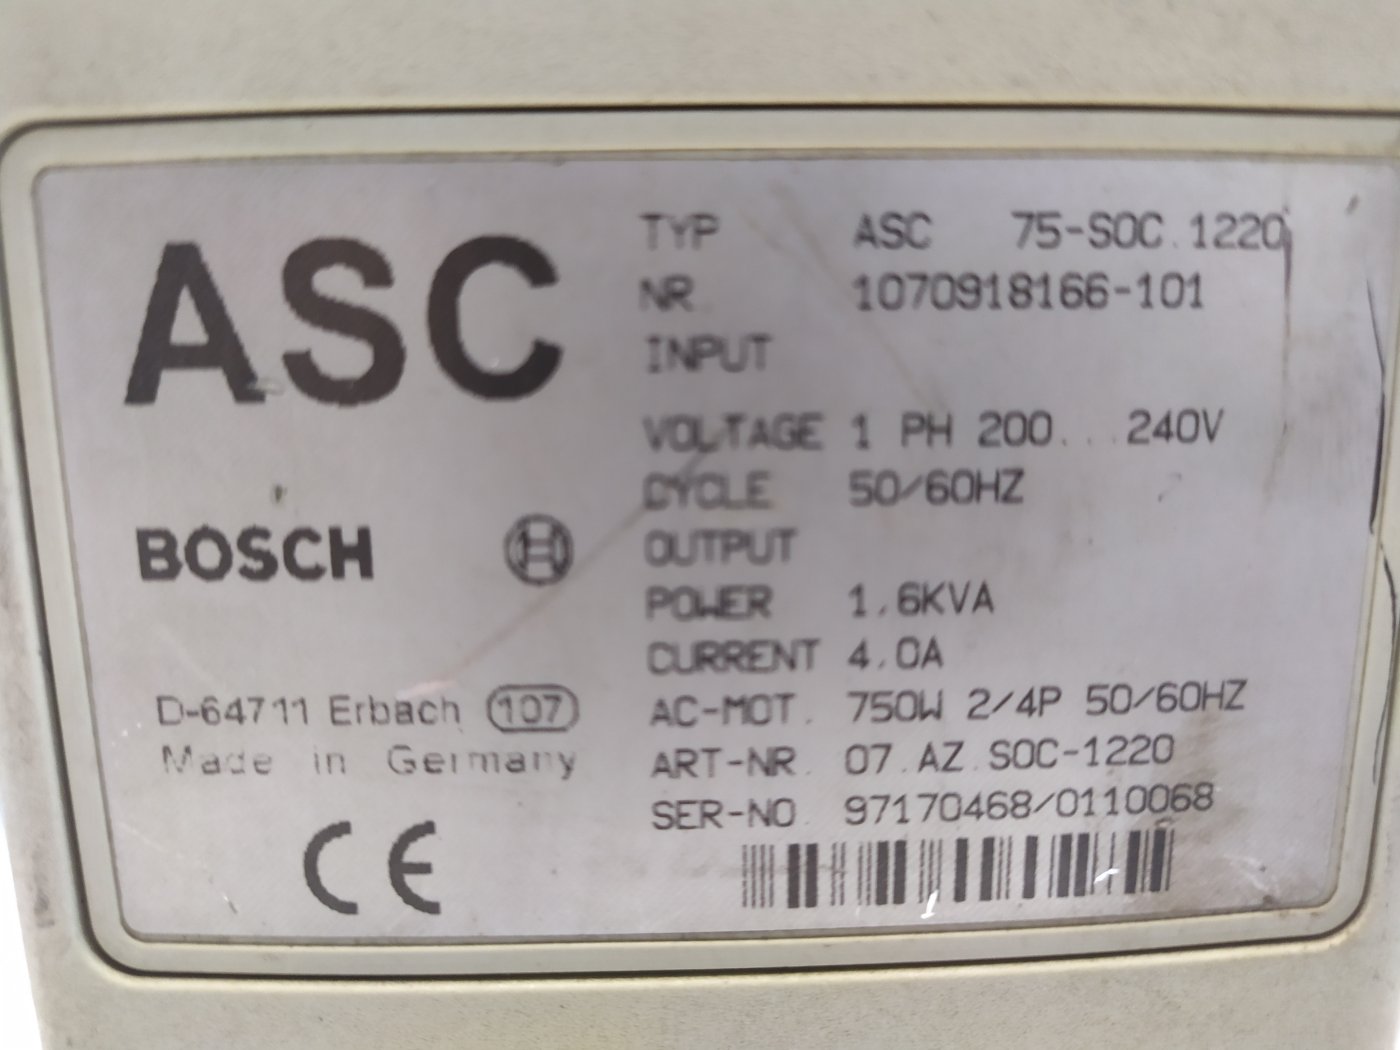 ASC
BOSCH
D-64711 Erbach 107
Made in Germany
CE
TYP ASC 75-SOC.1220
NR. 1070918166-101
INPUT
VOLTAGE 1 PH 200...240V
CYCLE 50/60HZ
OUTPUT
POWER 1.6KVA
CURRENT 4.0A
AC-MOT. 750W 2/4P 50/60HZ
ART-NR. 07.AZ.SOC-1220
SER-NO. 97170468/0110068